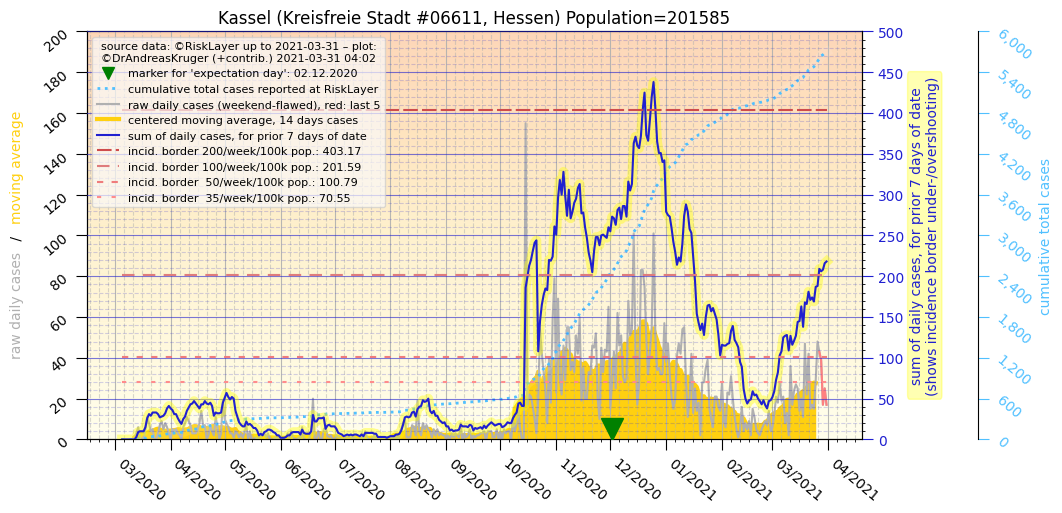 Kassel (Kreisfreie Stadt #06611, Hessen) Population=201585
source data: ©RiskLayer up to 2021-03-31 – plot:
©DrAndreasKruger (+contrib.) 2021-03-31 04:02
marker for 'expectation day': 02.12.2020
cumulative total cases reported at RiskLayer
raw daily cases (weekend-flawed), red: last 5
centered moving average, 14 days cases
sum of daily cases, for prior 7 days of date
incid. border 200/week/100k pop.: 403.17
incid. border 100/week/100k pop.: 201.59
incid. border  50/week/100k pop.: 100.79
incid. border  35/week/100k pop.: 70.55
raw daily cases / moving average
200
180
160
140
120
100
80
60
40
20
0
03/2020
04/2020
05/2020
06/2020
07/2020
08/2020
09/2020
10/2020
11/2020
12/2020
01/2021
02/2021
03/2021
04/2021
500
450
400
350
300
250
200
150
100
50
0
sum of daily cases, for prior 7 days of date
(shows incidence border under-/overshooting)
6,000
5,400
4,800
4,200
3,600
3,000
2,400
1,800
1,200
600
0
cumulative total cases